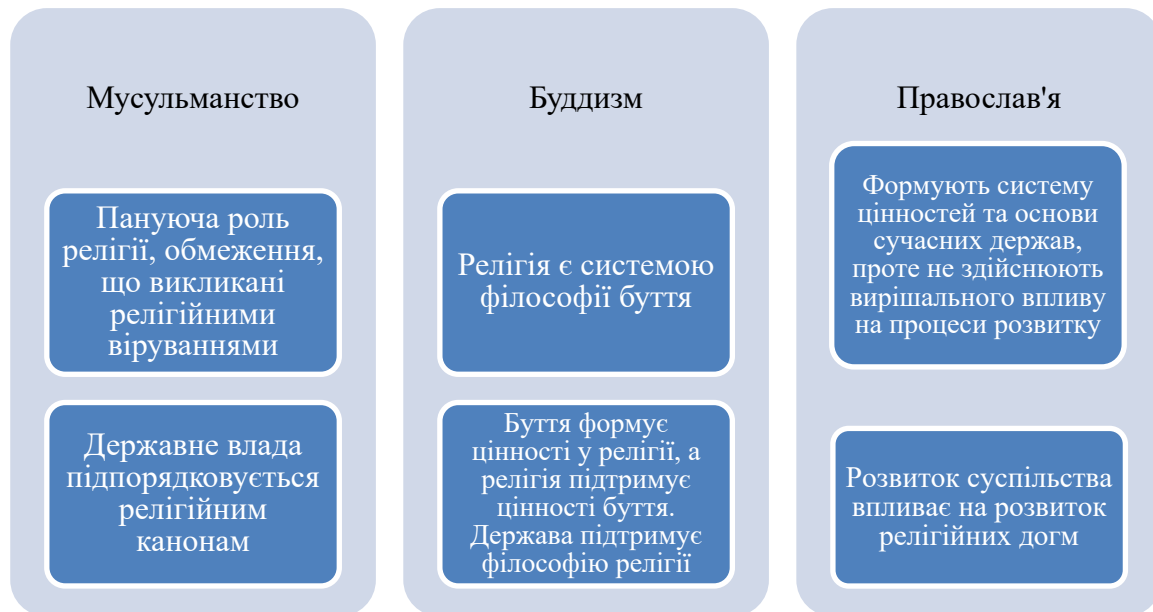 Мусульманство
Пануюча роль
релігії, обмеження,
що викликані
релігійними
віруваннями
Державне влада
підпорядковується
релігійним
канонам
Буддизм
Релігія є системою
філософії буття
Буття формує
цінності у релігії, а
релігія підтримує
цінності буття.
Держава підтримує
філософію релігії
Православ'я
Формують систему
цінностей та основи
сучасних держав,
проте не здійснюють
вирішального впливу
на процеси розвитку
Розвиток суспільства
впливає на розвиток
релігійних догм